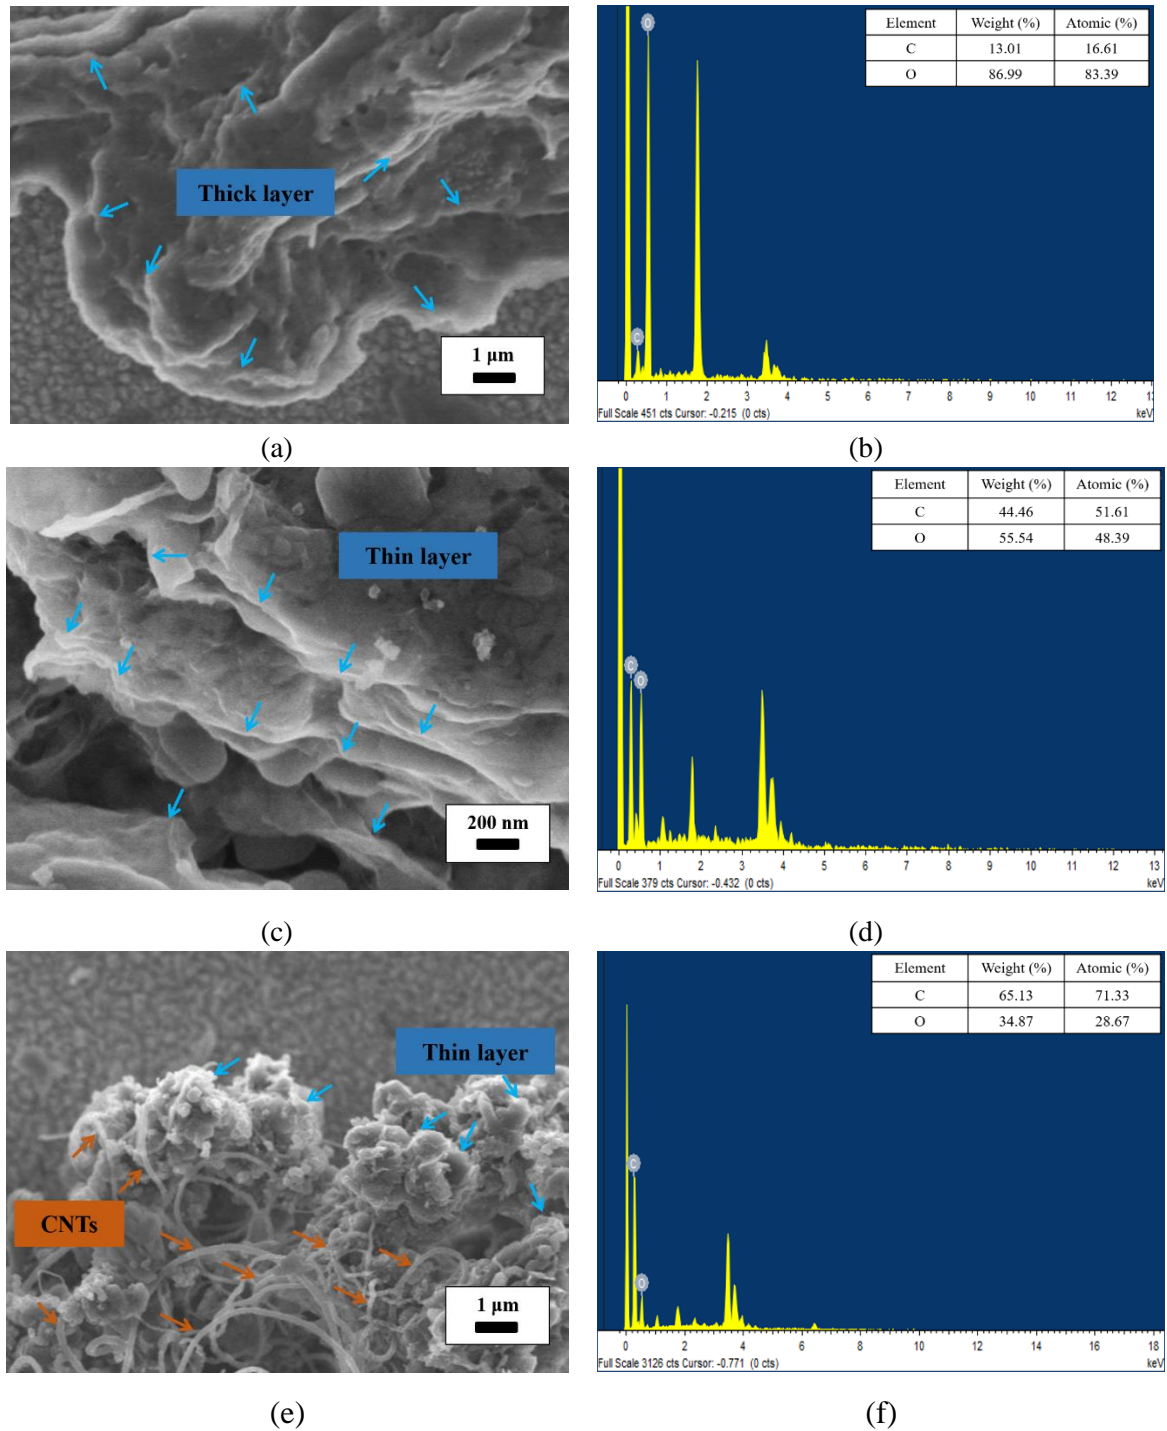 Thick layer
1 μm
(a)
Element Weight (%) Atomic (%)
C 13.01 16.61
O 86.99 83.39
O
C
0 1 2 3 4 5 6 7 8 9 10 11 12 13
Full Scale 451 cts Cursor: -0.215 (0 cts) keV
(b)
Thin layer
200 nm
(c)
Element Weight (%) Atomic (%)
C 44.46 51.61
O 55.54 48.39
C
O
0 1 2 3 4 5 6 7 8 9 10 11 12 13
Full Scale 379 cts Cursor: -0.432 (0 cts) keV
(d)
Thin layer
CNTs
1 μm
(e)
Element Weight (%) Atomic (%)
C 65.13 71.33
O 34.87 28.67
C
O
0 2 4 6 8 10 12 14 16 18
Full Scale 3126 cts Cursor: -0.771 (0 cts) keV
(f)